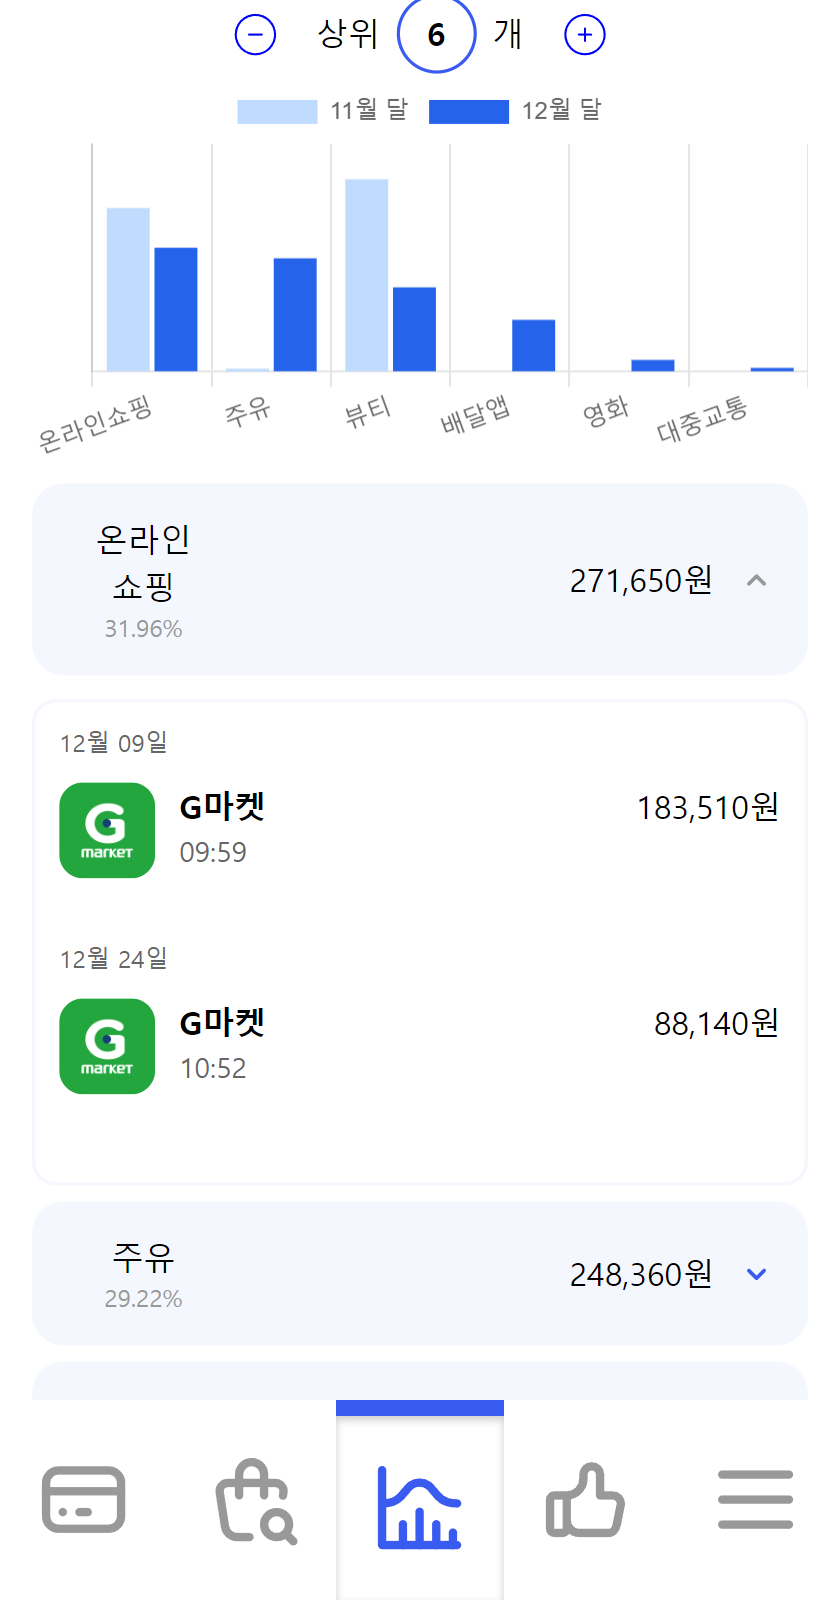 상위 6 개
11월 달 12월 달
온라인쇼핑 주유 뷰티 배달앱 영화 대중교통
온라인
쇼핑
31.96%
271,650원
12월 09일
G market
G마켓
09:59
183,510원
12월 24일
G market
G마켓
10:52
88,140원
주유
29.22%
248,360원